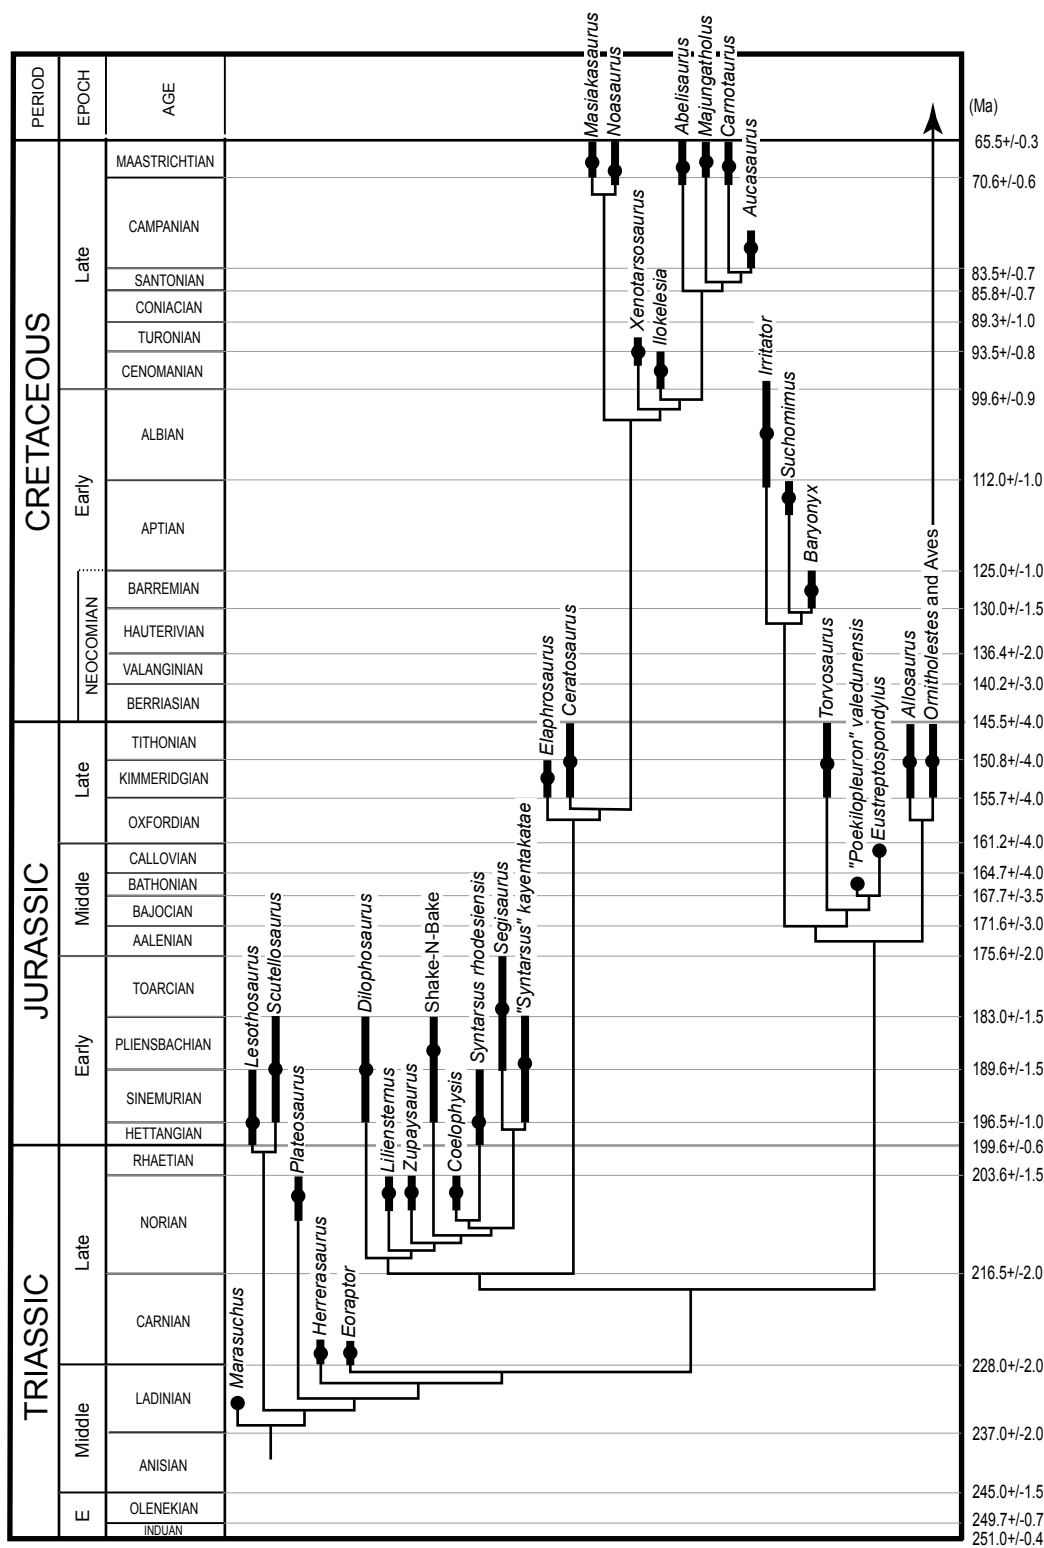 PERIOD
EPOCH
AGE
(Ma)
CRETACEOUS
JURASSIC
TRIASSIC
Late
Early
NEOCOMIAN
Late
Middle
Early
Late
Middle
E
MAASTRICHTIAN
CAMPANIAN
SANTONIAN
CONIACIAN
TURONIAN
CENOMANIAN
ALBIAN
APTIAN
BARREMIAN
HAUTERIVIAN
VALANGINIAN
BERRIASIAN
TITHONIAN
KIMMERIDGIAN
OXFORDIAN
CALLOVIAN
BATHONIAN
BAJOCIAN
AALENIAN
TOARCIAN
PLIENSBACHIAN
SINEMURIAN
HETTANGIAN
RHAETIAN
NORIAN
CARNIAN
LADINIAN
ANISIAN
OLENEKIAN
INDUAN
Marasuchus
Lesothosaurus
Scutellosaurus
Plateosaurus
Herrerasaurus
Eoraptor
Dilophosaurus
Liliensternus
Zupaysaurus
Shake-N-Bake
Coelophysis
Syntarsus rhodesiensis
Segisaurus
"Syntarsus" kayentakatae
Elaphrosaurus
Ceratosaurus
Masiakasaurus
Noasaurus
Xenotarsosaurus
Ilokelesia
Abelisaurus
Majungatholus
Carnotaurus
Aucasaurus
Irritator
Suchomimus
Baryonyx
Torvosaurus
"Poekilopleuron" valedunensis
Eustreptospondylus
Allosaurus
Ornitholestes and Aves
65.5+/-0.3
70.6+/-0.6
83.5+/-0.7
85.8+/-0.7
89.3+/-1.0
93.5+/-0.8
99.6+/-0.9
112.0+/-1.0
125.0+/-1.0
130.0+/-1.5
136.4+/-2.0
140.2+/-3.0
145.5+/-4.0
150.8+/-4.0
155.7+/-4.0
161.2+/-4.0
164.7+/-4.0
167.7+/-3.5
171.6+/-3.0
175.6+/-2.0
183.0+/-1.5
189.6+/-1.5
196.5+/-1.0
199.6+/-0.6
203.6+/-1.5
216.5+/-2.0
228.0+/-2.0
237.0+/-2.0
245.0+/-1.5
249.7+/-0.7
251.0+/-0.4